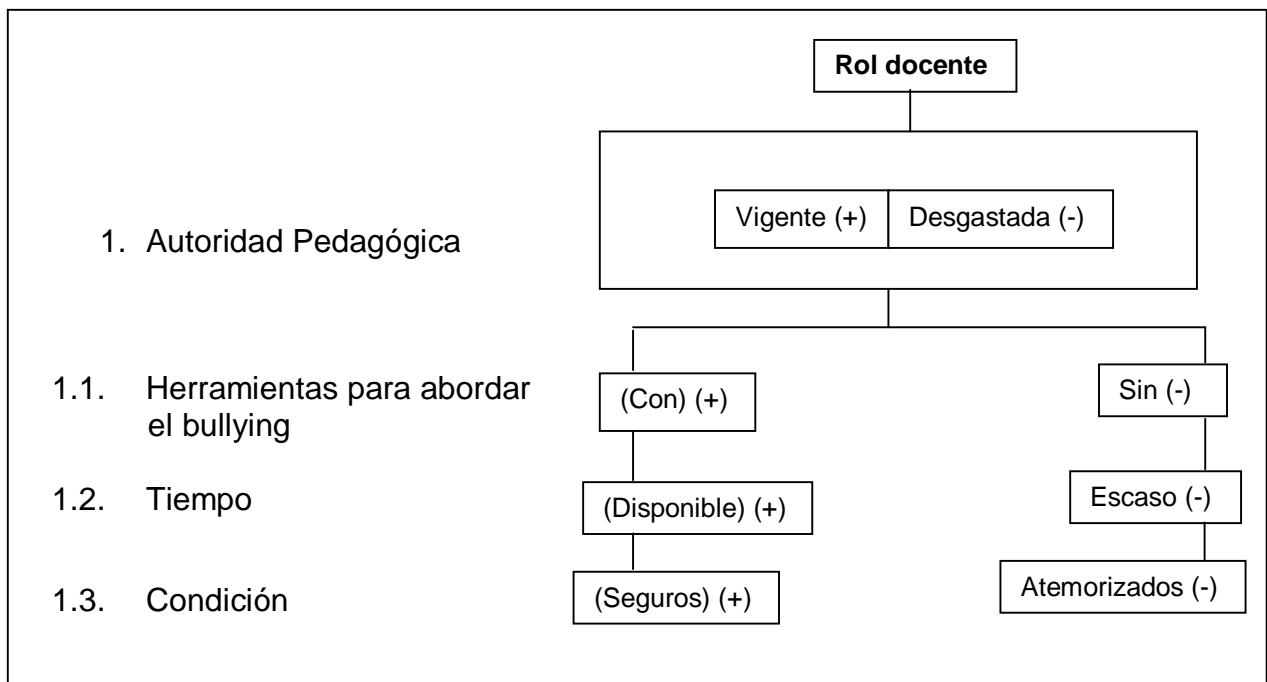 Rol docente
1. Autoridad Pedagógica
Vigente (+) Desgastada (-)
1.1. Herramientas para abordar
el bullying
(Con) (+) Sin (-)
1.2. Tiempo
(Disponible) (+) Escaso (-)
1.3. Condición
(Seguros) (+) Atemorizados (-)